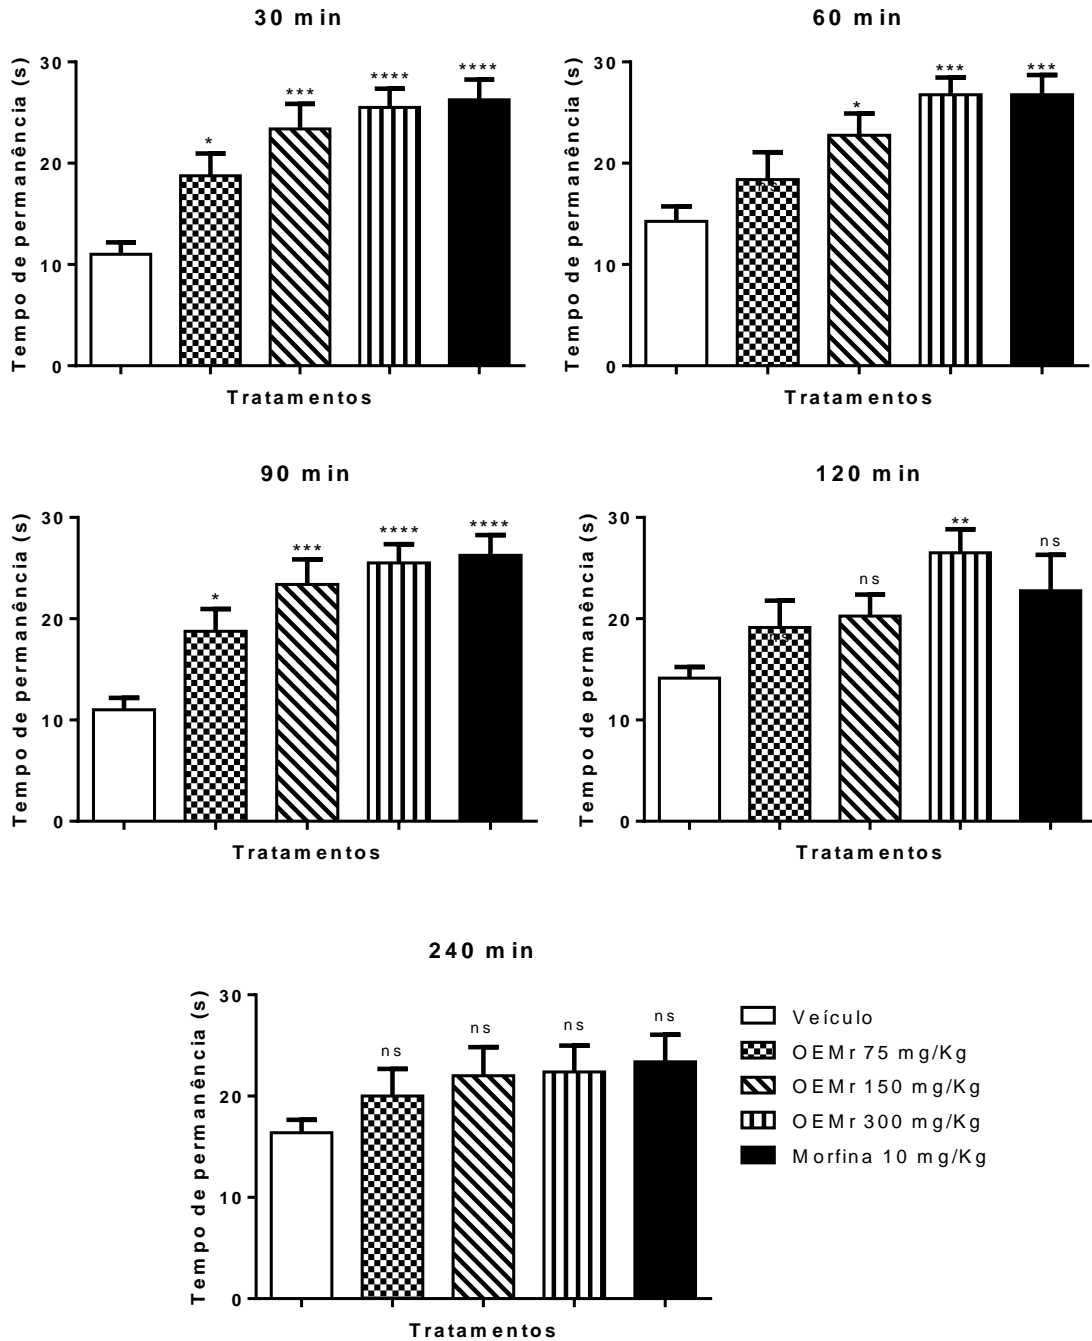 30 min
Tempo de permanência (s)
30
20
10
0
*
***
****
****
Tratamentos
60 min
Tempo de permanência (s)
30
20
10
0
ns
*
***
***
Tratamentos
90 min
Tempo de permanência (s)
30
20
10
0
*
***
****
****
Tratamentos
120 min
Tempo de permanência (s)
30
20
10
0
ns
ns
**
ns
Tratamentos
240 min
Tempo de permanência (s)
30
20
10
0
ns
ns
ns
ns
Tratamentos
Veículo
OEMr 75 mg/Kg
OEMr 150 mg/Kg
OEMr 300 mg/Kg
Morfina 10 mg/Kg